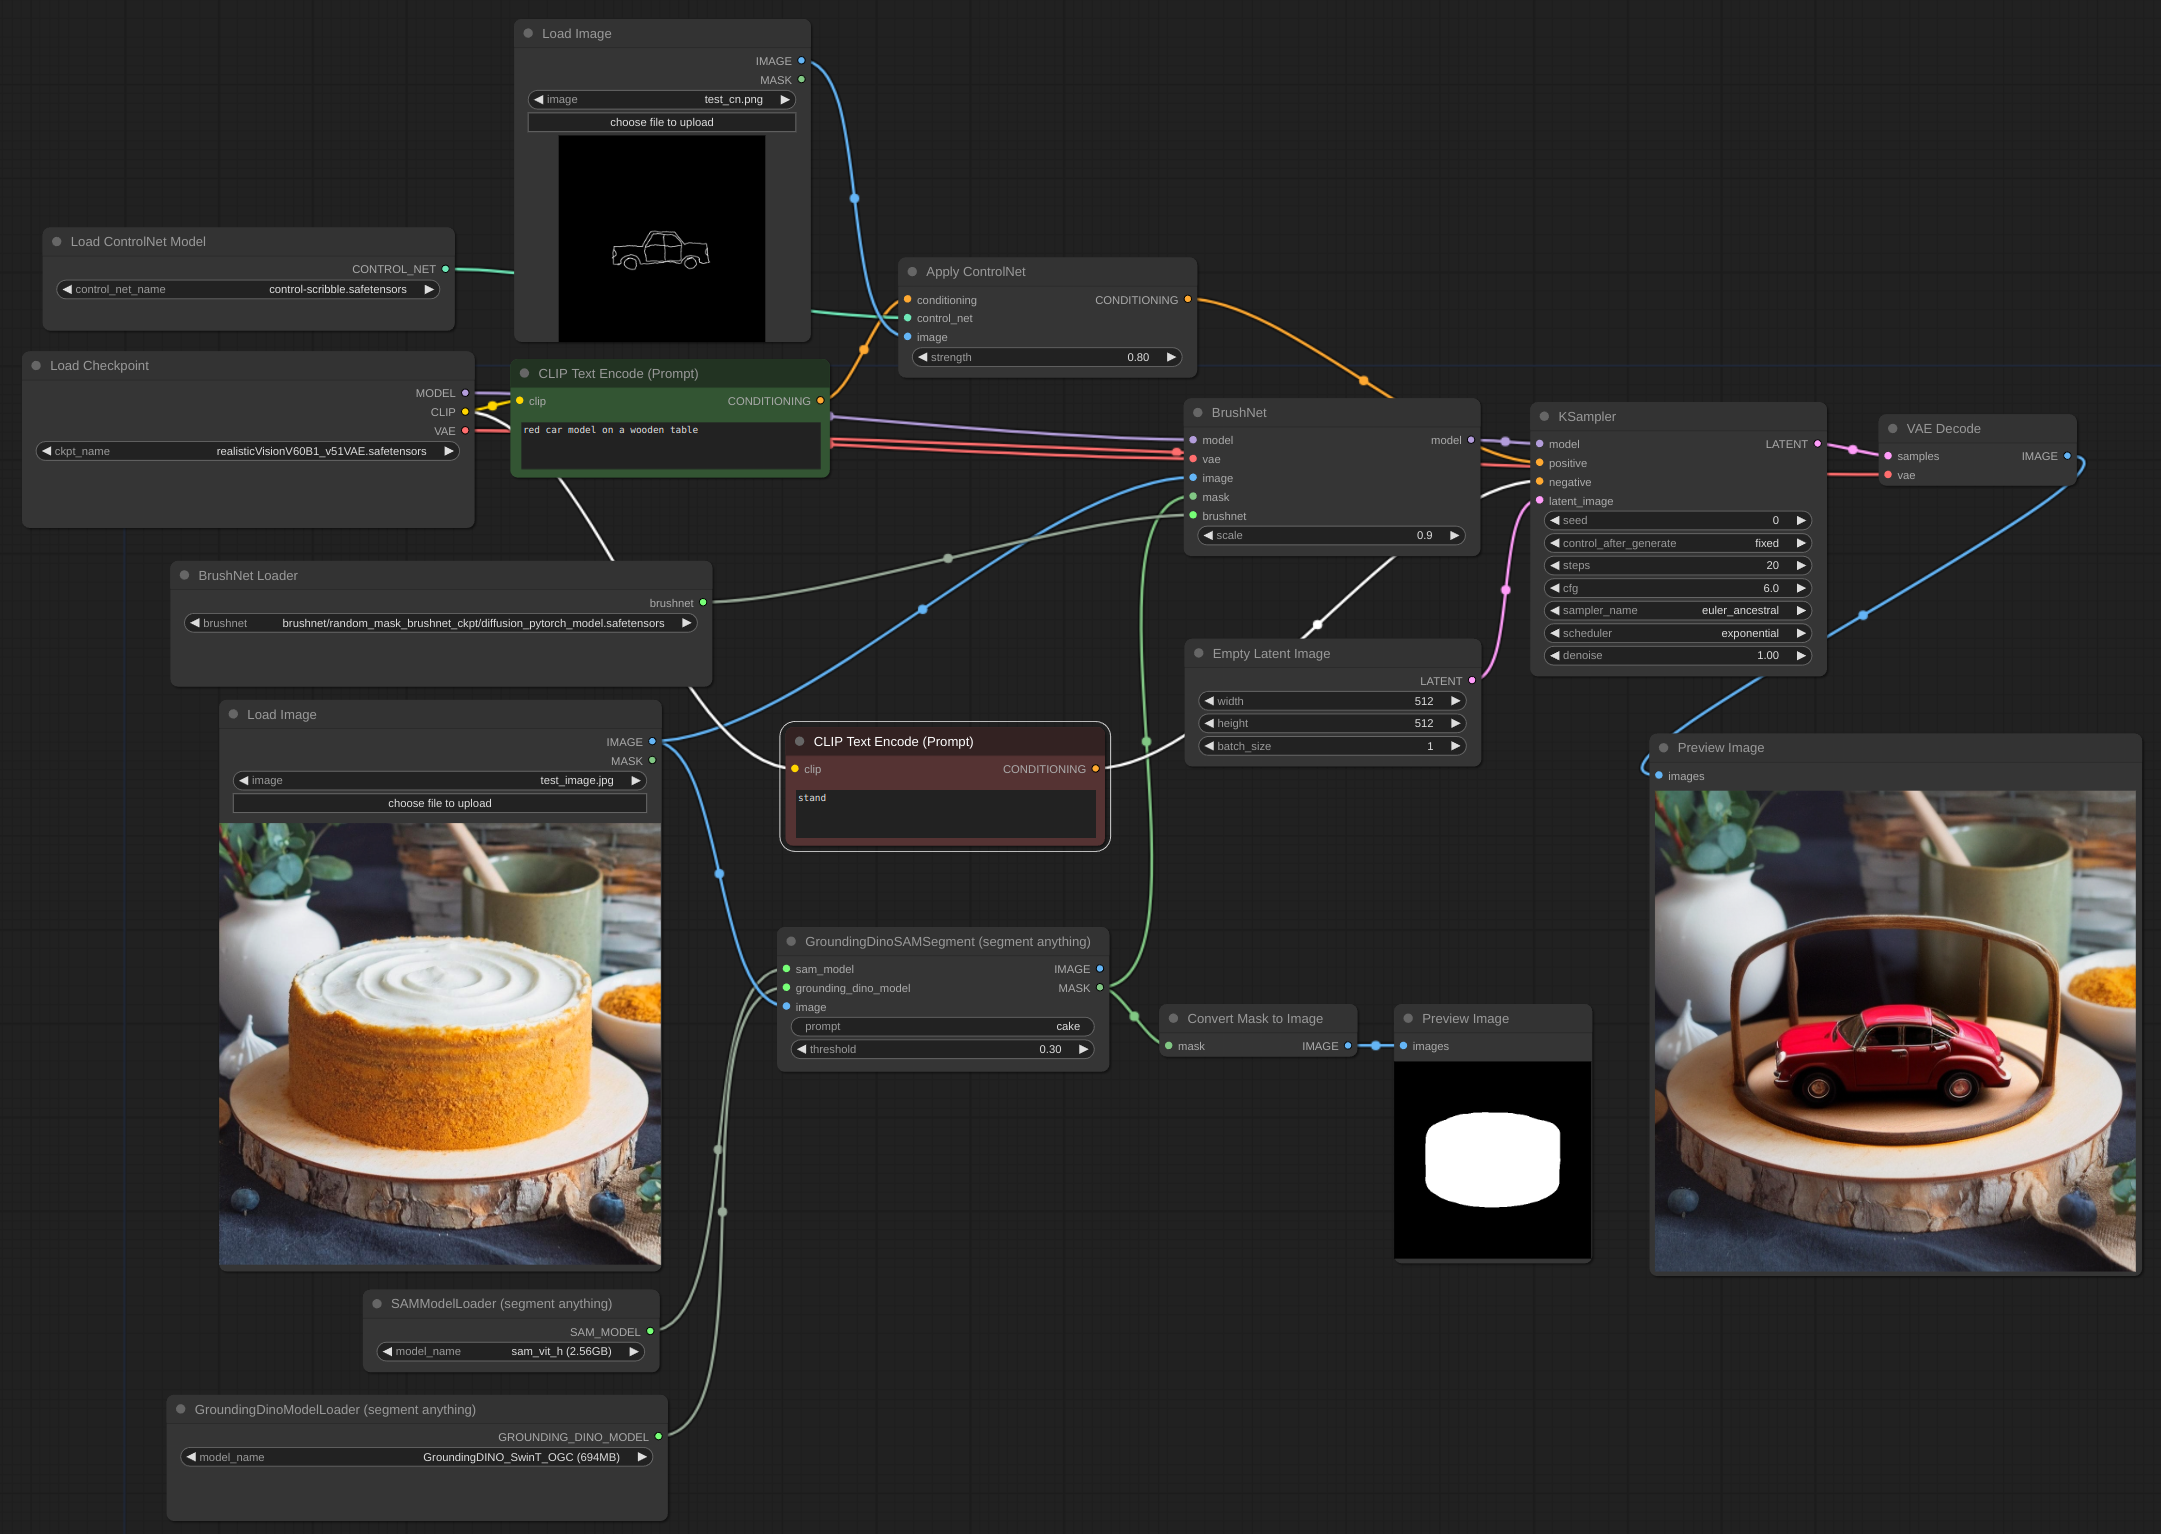 Load Image
IMAGE
MASK
image test_cn.png
choose file to upload
Load ControlNet Model
CONTROL_NET
control_net_name control-scribble.safetensors
Apply ControlNet
conditioning CONDITIONING
control_net
image
strength 0.80
Load Checkpoint
MODEL
CLIP
VAE
ckpt_name realisticVisionV60B1_v51VAE.safetensors
CLIP Text Encode (Prompt)
clip CONDITIONING
red car model on a wooden table
BrushNet
model model
vae
image
mask
brushnet
scale 0.9
KSampler
model LATENT
positive
negative
latent_image
seed 0
control_after_generate fixed
steps 20
cfg 6.0
sampler_name euler_ancestral
scheduler exponential
denoise 1.00
VAE Decode
samples IMAGE
vae
BrushNet Loader
brushnet
brushnet brushnet/random_mask_brushnet_ckpt/diffusion_pytorch_model.safetensors
Empty Latent Image
LATENT
width 512
height 512
batch_size 1
Load Image
IMAGE
MASK
image test_image.jpg
choose file to upload
CLIP Text Encode (Prompt)
clip CONDITIONING
stand
Preview Image
images
GroundingDinoSAMSegment (segment anything)
sam_model IMAGE
grounding_dino_model MASK
image
prompt cake
threshold 0.30
Convert Mask to Image
mask IMAGE
Preview Image
images
SAMModelLoader (segment anything)
SAM_MODEL
model_name sam_vit_h (2.56GB)
GroundingDinoModelLoader (segment anything)
GROUNDING_DINO_MODEL
model_name GroundingDINO_SwinT_OGC (694MB)